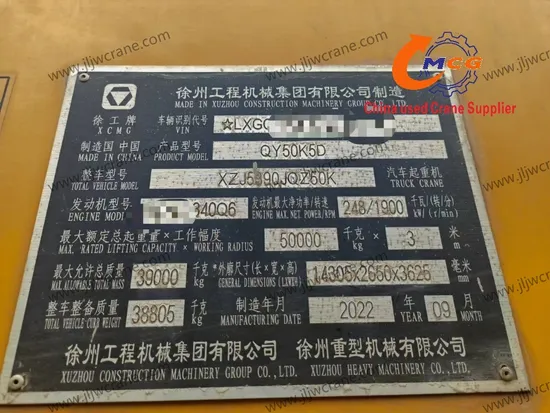 www.jljwcrane.com
MCG
China used Crane Supplier
徐州工程机械集团有限公司制造
MADE IN XUZHOU CONSTRUCTION MACHINERY GROUP CO., LTD.
徐工牌
XCMG
车辆识别代号
VIN
☆LXG
制造国 中国
MADE IN CHINA
产品型号
PRODUCT MODEL
QY50K5D
整车型号
TOTAL VEHICLE MODEL
XZJ5390JQZ50K
汽车起重机
TRUCK CRANE
发动机型号
ENGINE MODL
340Q6
发动机最大净功率/转速
ENGINE MAX. NET POWER/RPM
248/1900
千瓦(转/分)
kW(r/min)
最大额定总起重量×工作幅度
MAX. RATED LIFTING CAPACITY × WORKING RADIUS
50000
千克
kg
×
3
米
m
最大允许总质量
MAX. ALLOWABLE TOTAL MASS
39000
千克
kg
外廓尺寸(长×宽×高)
GENERAL DIMENSIONS (LXWXH)
14305x2650x3625
毫米
mm
整车整备质量
TOTAL VEHICLE CURB WEIGHT
38805
千克
kg
制造年月
MANUFACTURING DATE
2022
年
YEAR
09
月
MONTH
徐州工程机械集团有限公司
XUZHOU CONSTRUCTION MACHINERY GROUP CO., LTD.
徐州重型机械有限公司
XUZHOU HEAVY MACHINERY CO., LTD.